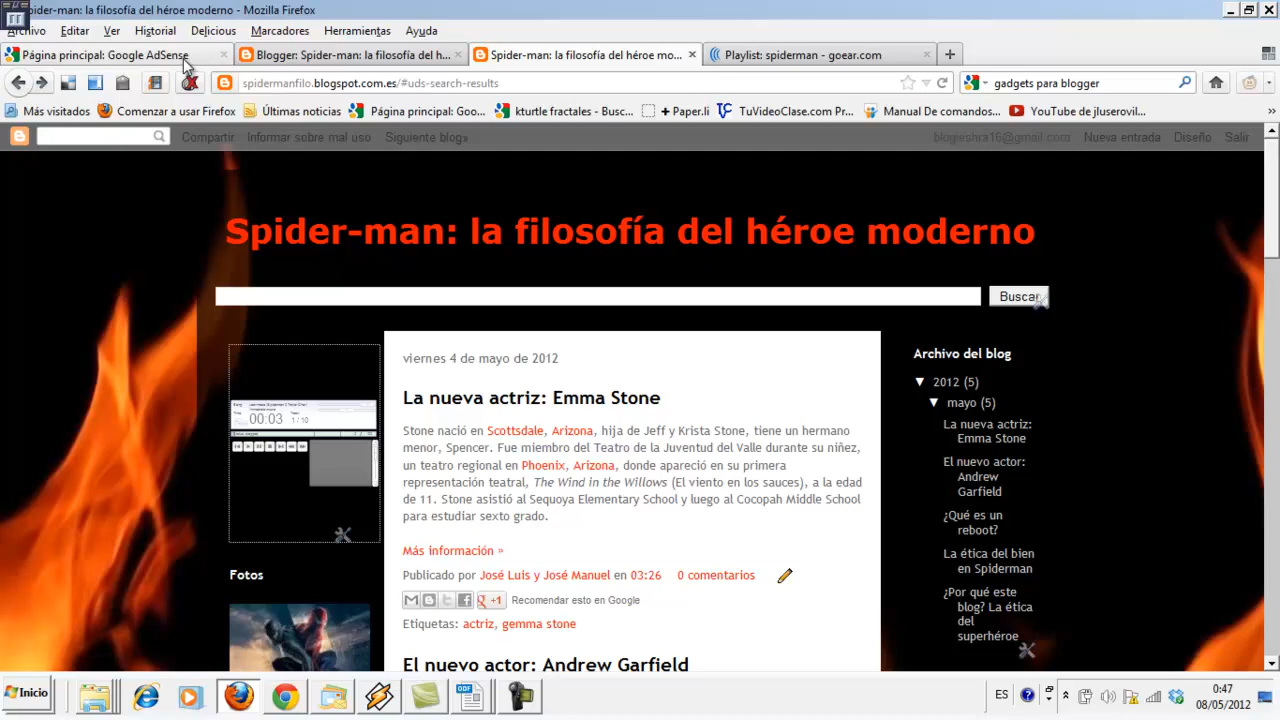 pider-man: la filosofía del héroe moderno - Mozilla Firefox
Archivo Editar Ver Historial Delicious Marcadores Herramientas Ayuda
Página principal: Google AdSense
Blogger: Spider-man: la filosofía del h...
Spider-man: la filosofía del héroe mo...
Playlist: spiderman - goear.com
spidermanfilo.blogspot.com.es/#uds-search-results
gadgets para blogger
Más visitados Comenzar a usar Firefox Últimas noticias Página principal: Goo... kturtle fractales - Busc... + Paper.li TuVideoClase.com Pr... Manual De comandos... YouTube de jluserovil...
Compartir Informar sobre mal uso Siguiente blog» Nueva entrada Diseño Salir
Spider-man: la filosofía del héroe moderno
Buscar
viernes 4 de mayo de 2012
La nueva actriz: Emma Stone
Stone nació en Scottsdale, Arizona, hija de Jeff y Krista Stone, tiene un hermano
menor, Spencer. Fue miembro del Teatro de la Juventud del Valle durante su niñez,
un teatro regional en Phoenix, Arizona, donde apareció en su primera
representación teatral, The Wind in the Willows (El viento en los sauces), a la edad
de 11. Stone asistió al Sequoya Elementary School y luego al Cocopah Middle School
para estudiar sexto grado.
Más información »
Publicado por José Luis y José Manuel en 03:26 0 comentarios
+1 Recomendar esto en Google
Etiquetas: actriz, gemma stone
El nuevo actor: Andrew Garfield
00:03
1 / 10
Fotos
Archivo del blog
▼ 2012 (5)
▼ mayo (5)
La nueva actriz:
Emma Stone
El nuevo actor:
Andrew
Garfield
¿Qué es un
reboot?
La ética del bien
en Spiderman
¿Por qué este
blog? La ética
del
superhéroe
Inicio
ES
0:47
08/05/2012